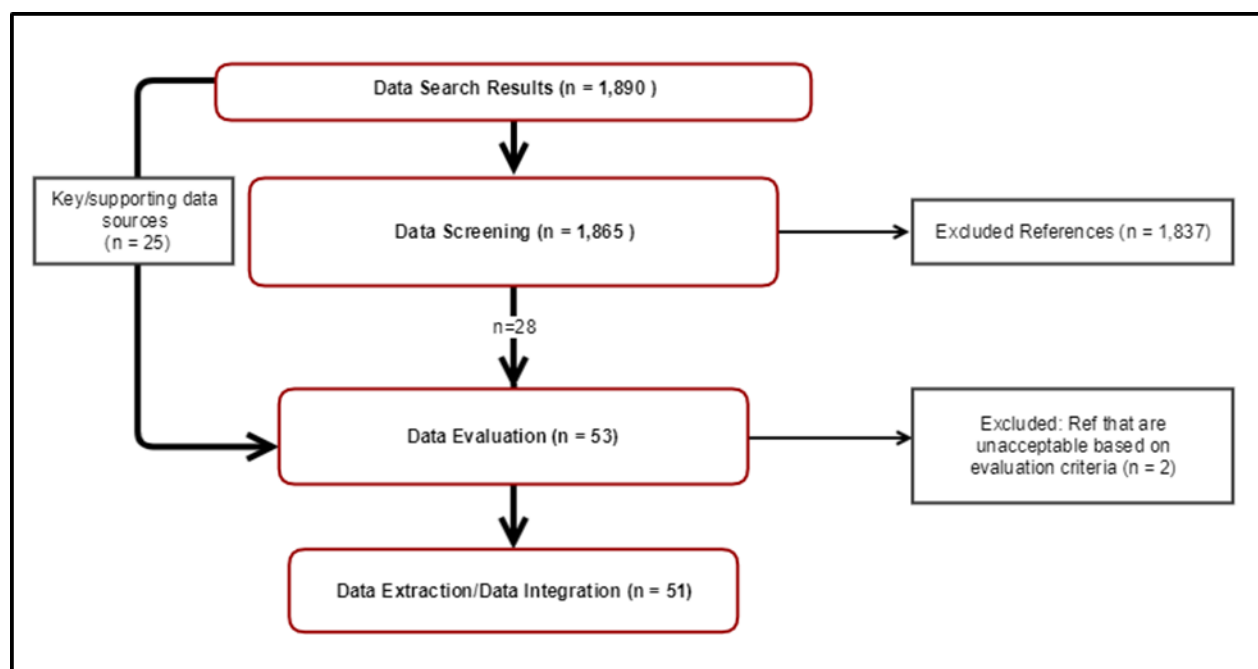 Data Search Results (n = 1,890 )
Key/supporting data
sources
(n = 25)
Data Screening (n = 1,865 )
Excluded References (n = 1,837)
n=28
Data Evaluation (n = 53)
Excluded: Ref that are
unacceptable based on
evaluation criteria (n = 2)
Data Extraction/Data Integration (n = 51)